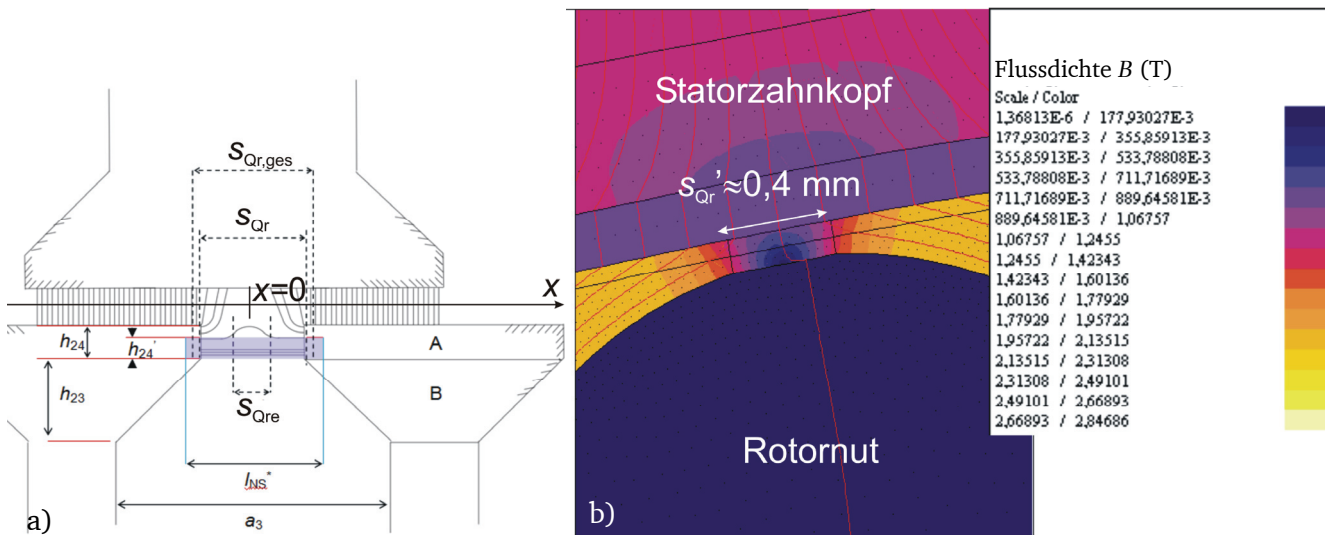 s_Qr,ges
s_Qr
x=0
x
h_24
h_24'
A
h_23
B
s_Qre
l_NS*
a_3
a)
Statorzahnkopf
s_Qr'≈0,4 mm
Rotornut
b)
Flussdichte B (T)
Scale / Color
1,36813E-6 / 177,93027E-3
177,93027E-3 / 355,85913E-3
355,85913E-3 / 533,78808E-3
533,78808E-3 / 711,71689E-3
711,71689E-3 / 889,64581E-3
889,64581E-3 / 1,06757
1,06757 / 1,2455
1,2455 / 1,42343
1,42343 / 1,60136
1,60136 / 1,77929
1,77929 / 1,95722
1,95722 / 2,13515
2,13515 / 2,31308
2,31308 / 2,49101
2,49101 / 2,66893
2,66893 / 2,84686